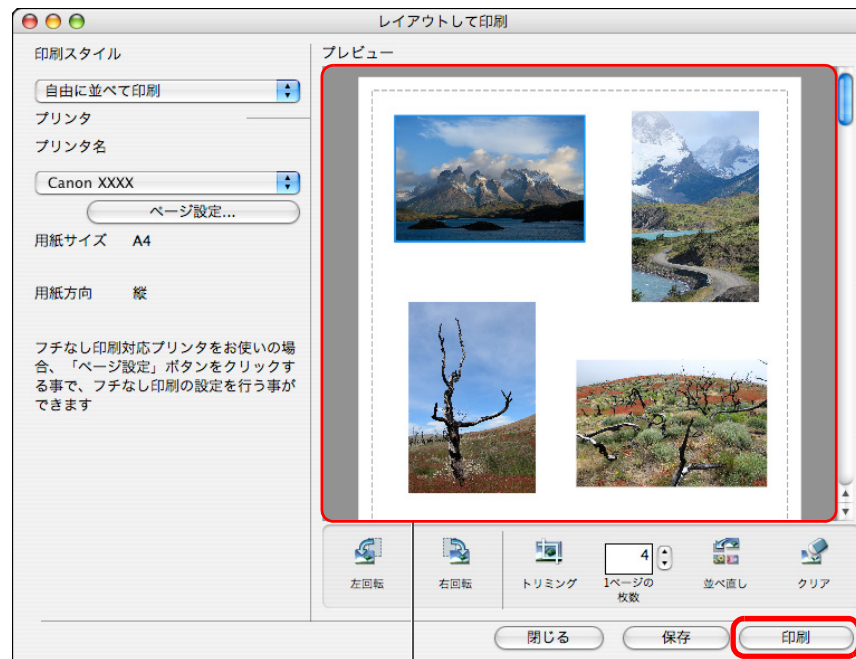 レイアウトして印刷
印刷スタイル
自由に並べて印刷
プリンタ
プリンタ名
Canon XXXX
ページ設定...
用紙サイズ A4
用紙方向 縦
フチなし印刷対応プリンタをお使いの場
合、「ページ設定」ボタンをクリックす
る事で、フチなし印刷の設定を行う事が
できます
プレビュー
左回転
右回転
トリミング
4
1ページの
枚数
並べ直し
クリア
閉じる
保存
印刷